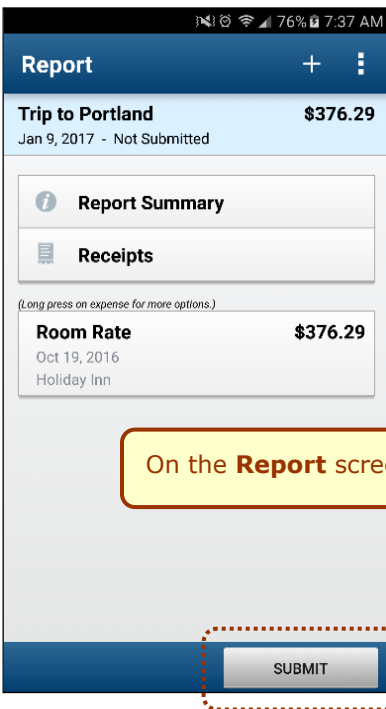 76% 7:37 AM
Report +
Trip to Portland $376.29
Jan 9, 2017 - Not Submitted
Report Summary
Receipts
(Long press on expense for more options.)
Room Rate $376.29
Oct 19, 2016
Holiday Inn
On the Report scre
SUBMIT